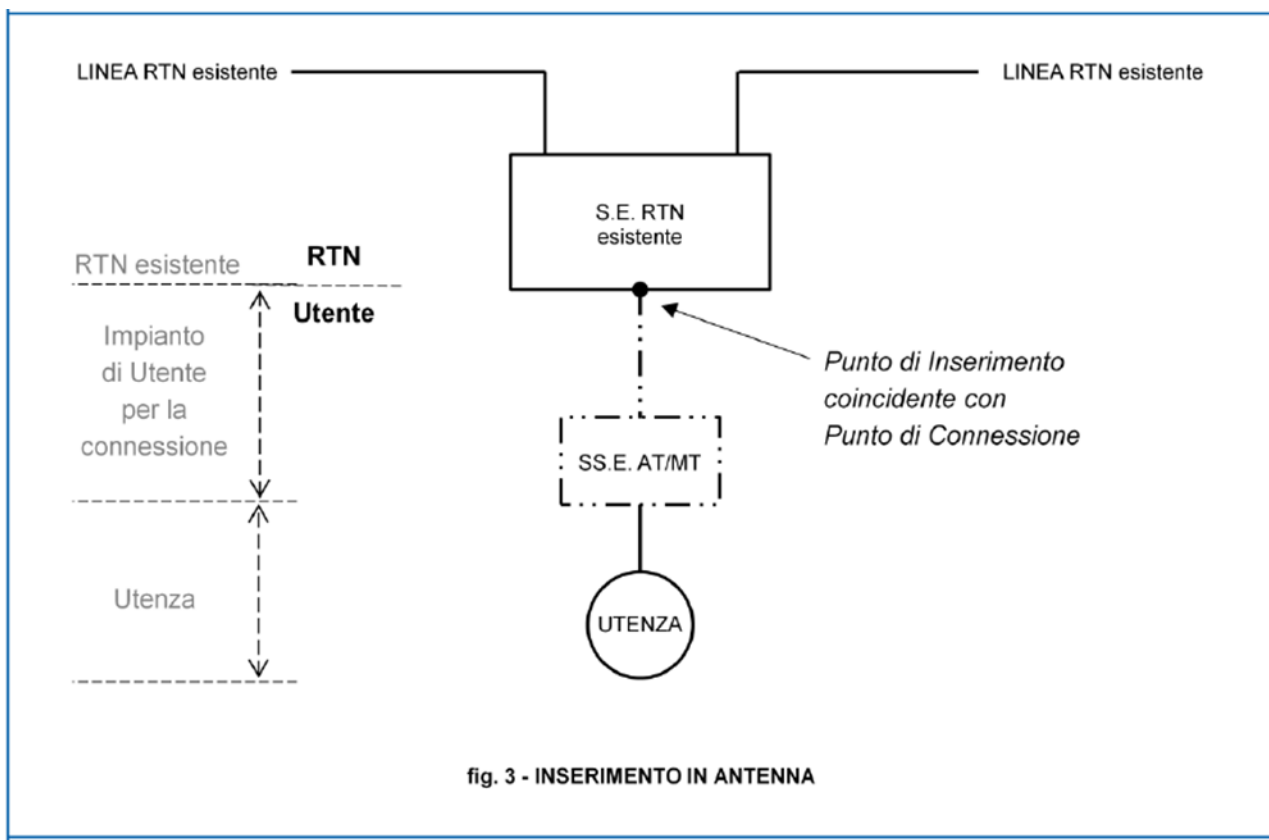 LINEA RTN esistente
LINEA RTN esistente
S.E. RTN
esistente
RTN esistente
RTN
Utente
Impianto
di Utente
per la
connessione
Punto di Inserimento
coincidente con
Punto di Connessione
SS.E. AT/MT
Utenza
UTENZA
fig. 3 - INSERIMENTO IN ANTENNA